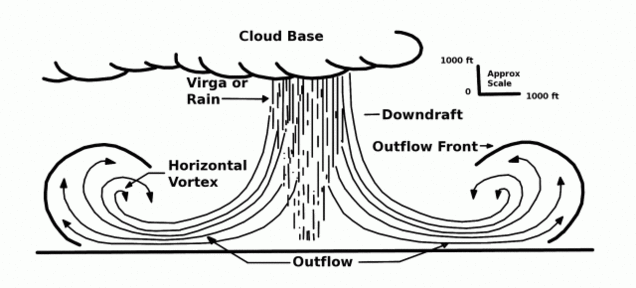 Cloud Base
1000 ft
Approx
Scale
0
1000 ft
Virga or
Rain
Downdraft
Outflow Front
Horizontal
Vortex
Outflow